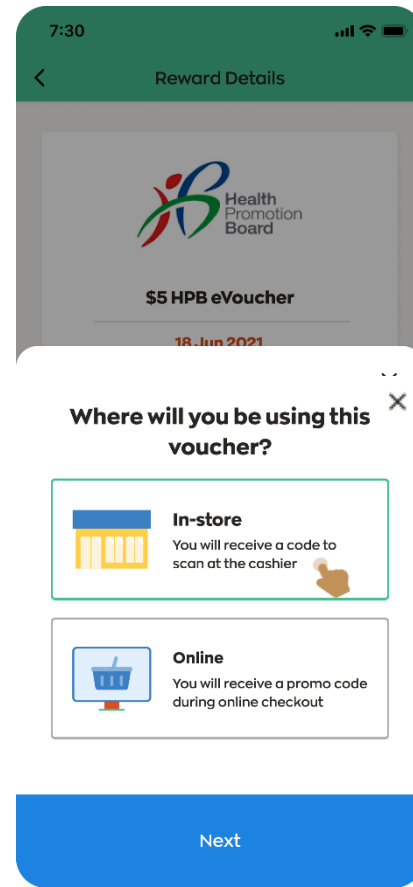 7:30
Reward Details
Health
Promotion
Board
$5 HPB eVoucher
18 Jun 2021
Where will you be using this
voucher?
In-store
You will receive a code to
scan at the cashier
Online
You will receive a promo code
during online checkout
Next